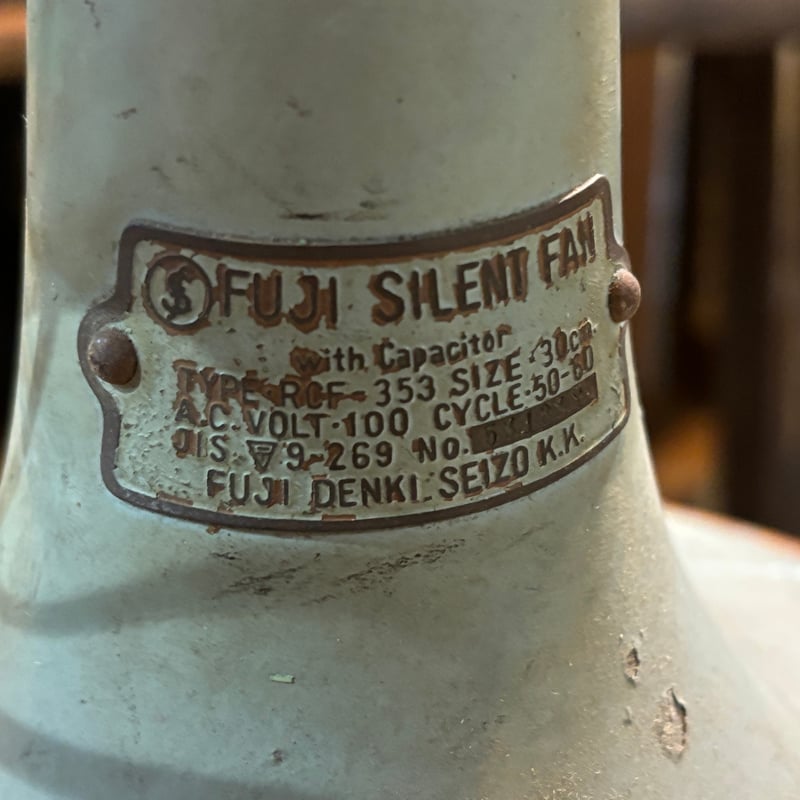 FUJI SILENT FAN
with Capacitor
TYPE RCF-353 SIZE·30cm.
A.C. VOLT·100 CYCLE·50-60
JIS ▽ 9-269 No.
FUJI DENKI SEIZO K.K.